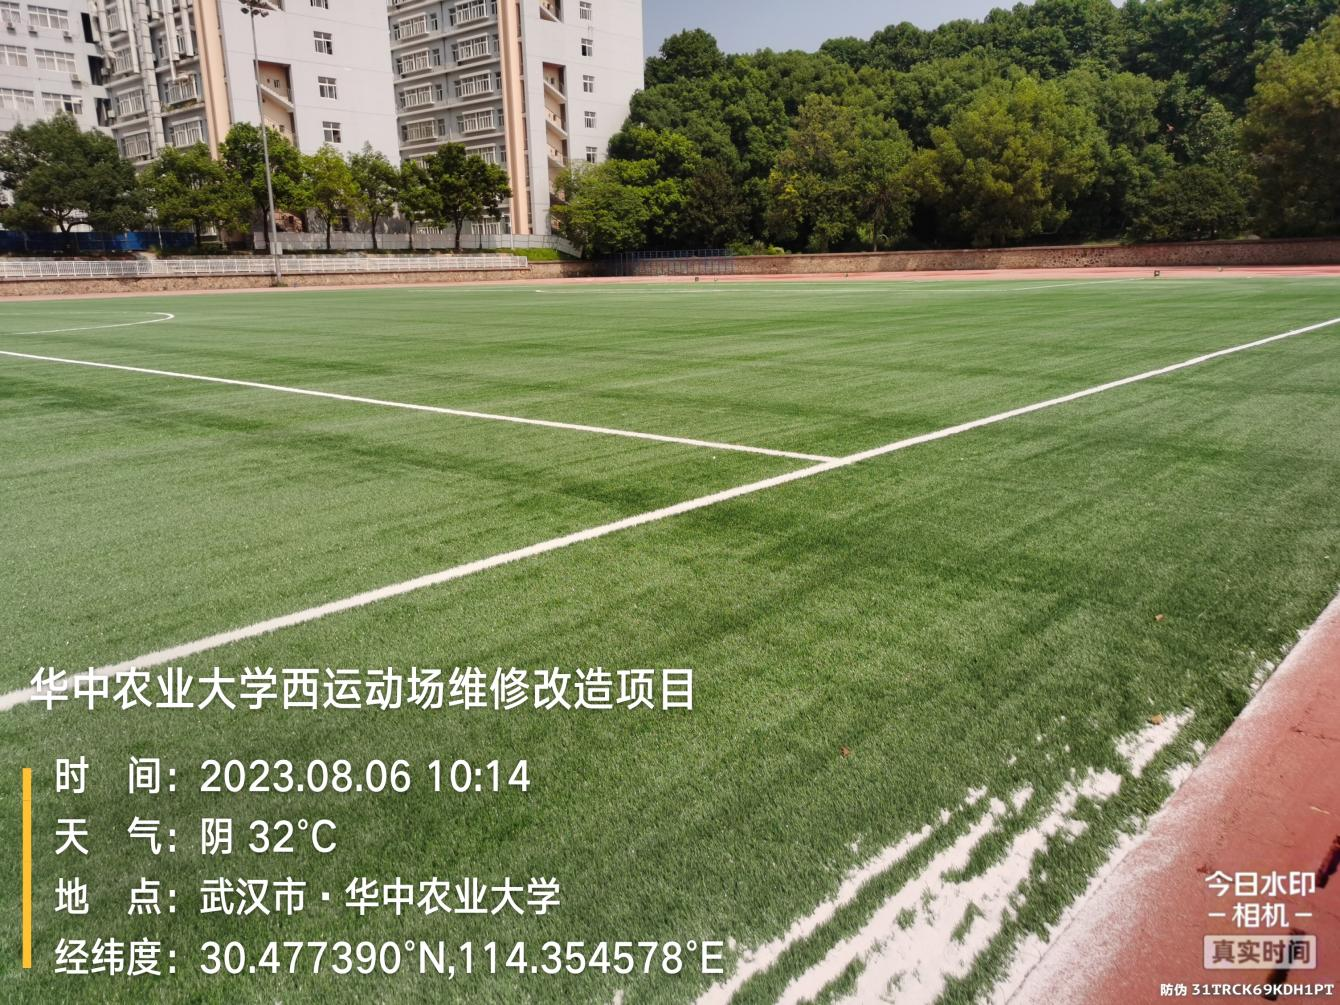 华中农业大学西运动场维修改造项目
时 间：2023.08.06 10:14
天 气：阴 32℃
地 点：武汉市·华中农业大学
经纬度：30.477390°N,114.354578°E
今日水印
－相机－
真实时间
防伪 31TRCK69KDH1PT